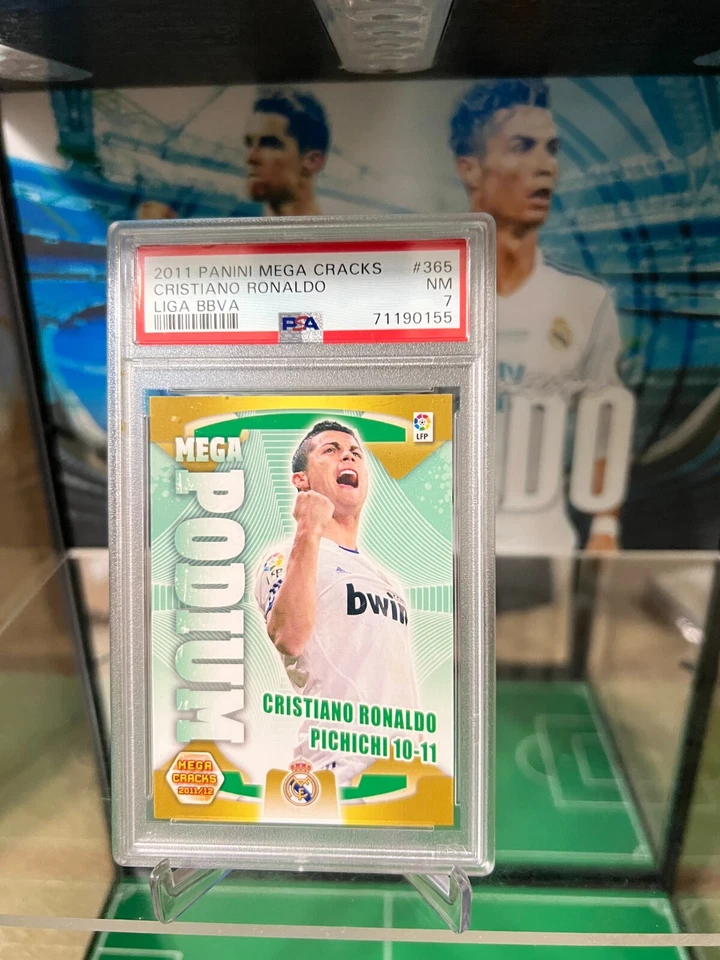 2011 PANINI MEGA CRACKS #365
CRISTIANO RONALDO NM
LIGA BBVA 7
PSA 71190155
LFP
MEGA
PODIUM
bwin
CRISTIANO RONALDO
PICHICHI 10-11
MEGA
CRACKS
2011/12
DO